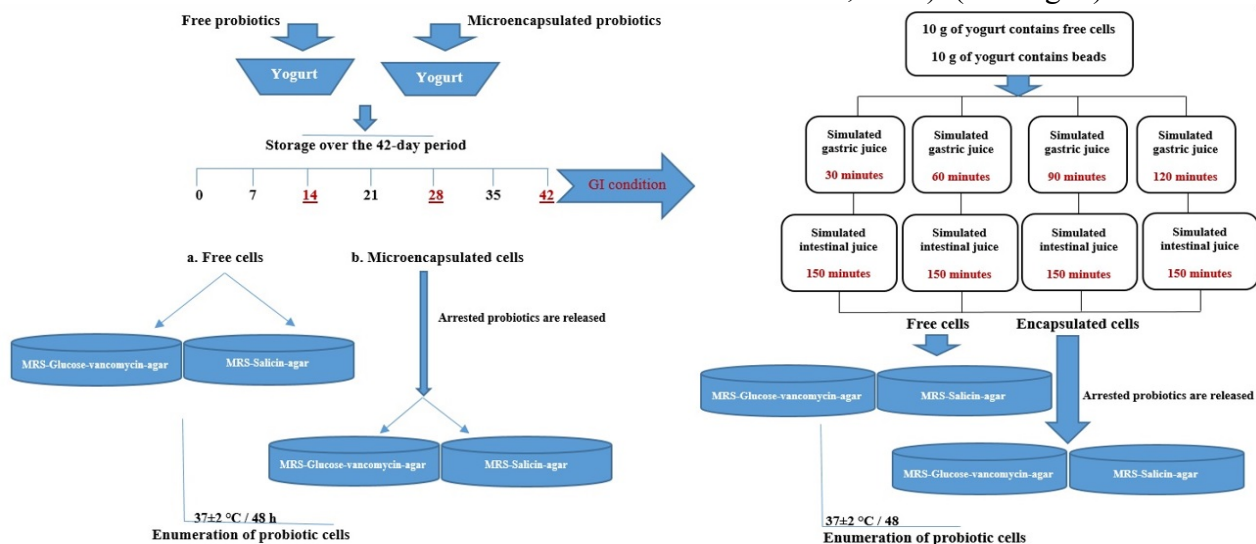 Free probiotics
Microencapsulated probiotics
Yogurt
Yogurt
Storage over the 42-day period
0 7 14 21 28 35 42
GI condition
a. Free cells
b. Microencapsulated cells
Arrested probiotics are released
MRS-Glucose-vancomycin-agar
MRS-Salicin-agar
MRS-Glucose-vancomycin-agar
MRS-Salicin-agar
37±2 °C / 48 h
Enumeration of probiotic cells
10 g of yogurt contains free cells
10 g of yogurt contains beads
Simulated
gastric juice
30 minutes
Simulated
gastric juice
60 minutes
Simulated
gastric juice
90 minutes
Simulated
gastric juice
120 minutes
Simulated
intestinal juice
150 minutes
Simulated
intestinal juice
150 minutes
Simulated
intestinal juice
150 minutes
Simulated
intestinal juice
150 minutes
Free cells
Encapsulated cells
MRS-Glucose-vancomycin-agar
MRS-Salicin-agar
Arrested probiotics are released
MRS-Glucose-vancomycin-agar
MRS-Salicin-agar
37±2 °C / 48
Enumeration of probiotic cells